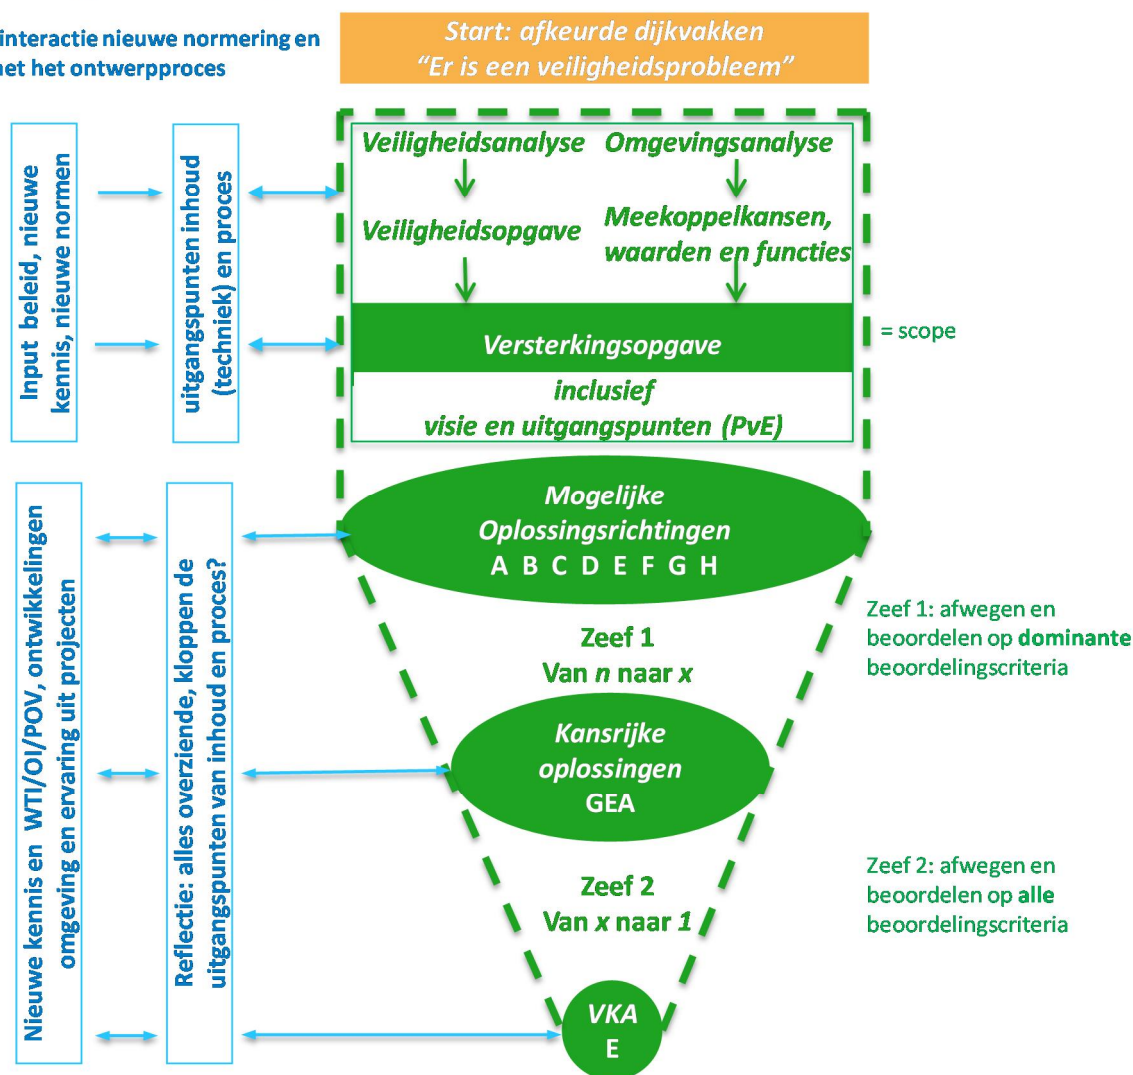 interactie nieuwe normering en
het ontwerpproces
Start: afkeurde dijkvakken
“Er is een veiligheidsprobleem”
Input beleid, nieuwe
kennis, nieuwe normen
uitgangspunten inhoud
(techniek) en proces
Veiligheidsanalyse
Omgevingsanalyse
Veiligheidsopgave
Meekoppelkansen,
waarden en functies
Versterkingsopgave
= scope
inclusief
visie en uitgangspunten (PvE)
Nieuwe kennis en WTI/OI/POV, ontwikkelingen
omgeving en ervaring uit projecten
Reflectie: alles overziende, kloppen de
uitgangspunten van inhoud en proces?
Mogelijke
Oplossingsrichtingen
A B C D E F G H
Zeef 1
Van n naar x
Zeef 1: afwegen en
beoordelen op dominante
beoordelingscriteria
Kansrijke
oplossingen
GEA
Zeef 2
Van x naar 1
Zeef 2: afwegen en
beoordelen op alle
beoordelingscriteria
VKA
E